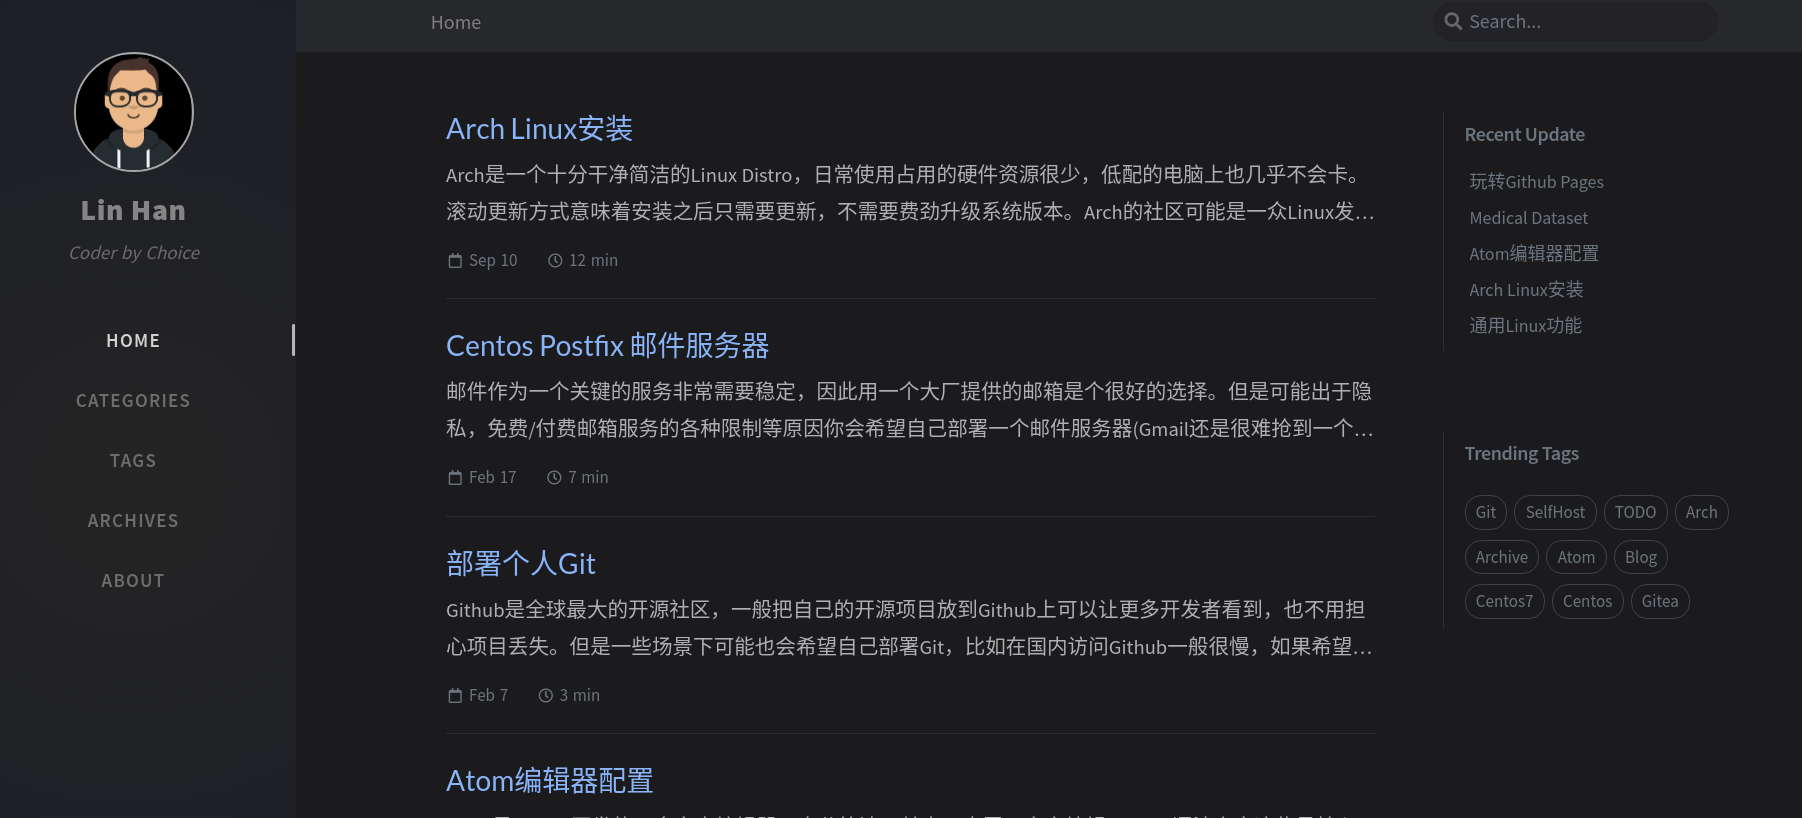 Lin Han
Coder by Choice
HOME
CATEGORIES
TAGS
ARCHIVES
ABOUT
Home
Search...
Arch Linux安装
Arch是一个十分干净简洁的Linux Distro，日常使用占用的硬件资源很少，低配的电脑上也几乎不会卡。
滚动更新方式意味着安装之后只需要更新，不需要费劲升级系统版本。Arch的社区可能是一众Linux发...
Sep 10 12 min
Centos Postfix 邮件服务器
邮件作为一个关键的服务非常需要稳定，因此用一个大厂提供的邮箱是个很好的选择。但是可能出于隐
私，免费/付费邮箱服务的各种限制等原因你会希望自己部署一个邮件服务器(Gmail还是很难抢到一个...
Feb 17 7 min
部署个人Git
Github是全球最大的开源社区，一般把自己的开源项目放到Github上可以让更多开发者看到，也不用担
心项目丢失。但是一些场景下可能也会希望自己部署Git，比如在国内访问Github一般很慢，如果希望...
Feb 7 3 min
Atom编辑器配置
Recent Update
玩转Github Pages
Medical Dataset
Atom编辑器配置
Arch Linux安装
通用Linux功能
Trending Tags
Git SelfHost TODO Arch
Archive Atom Blog
Centos7 Centos Gitea